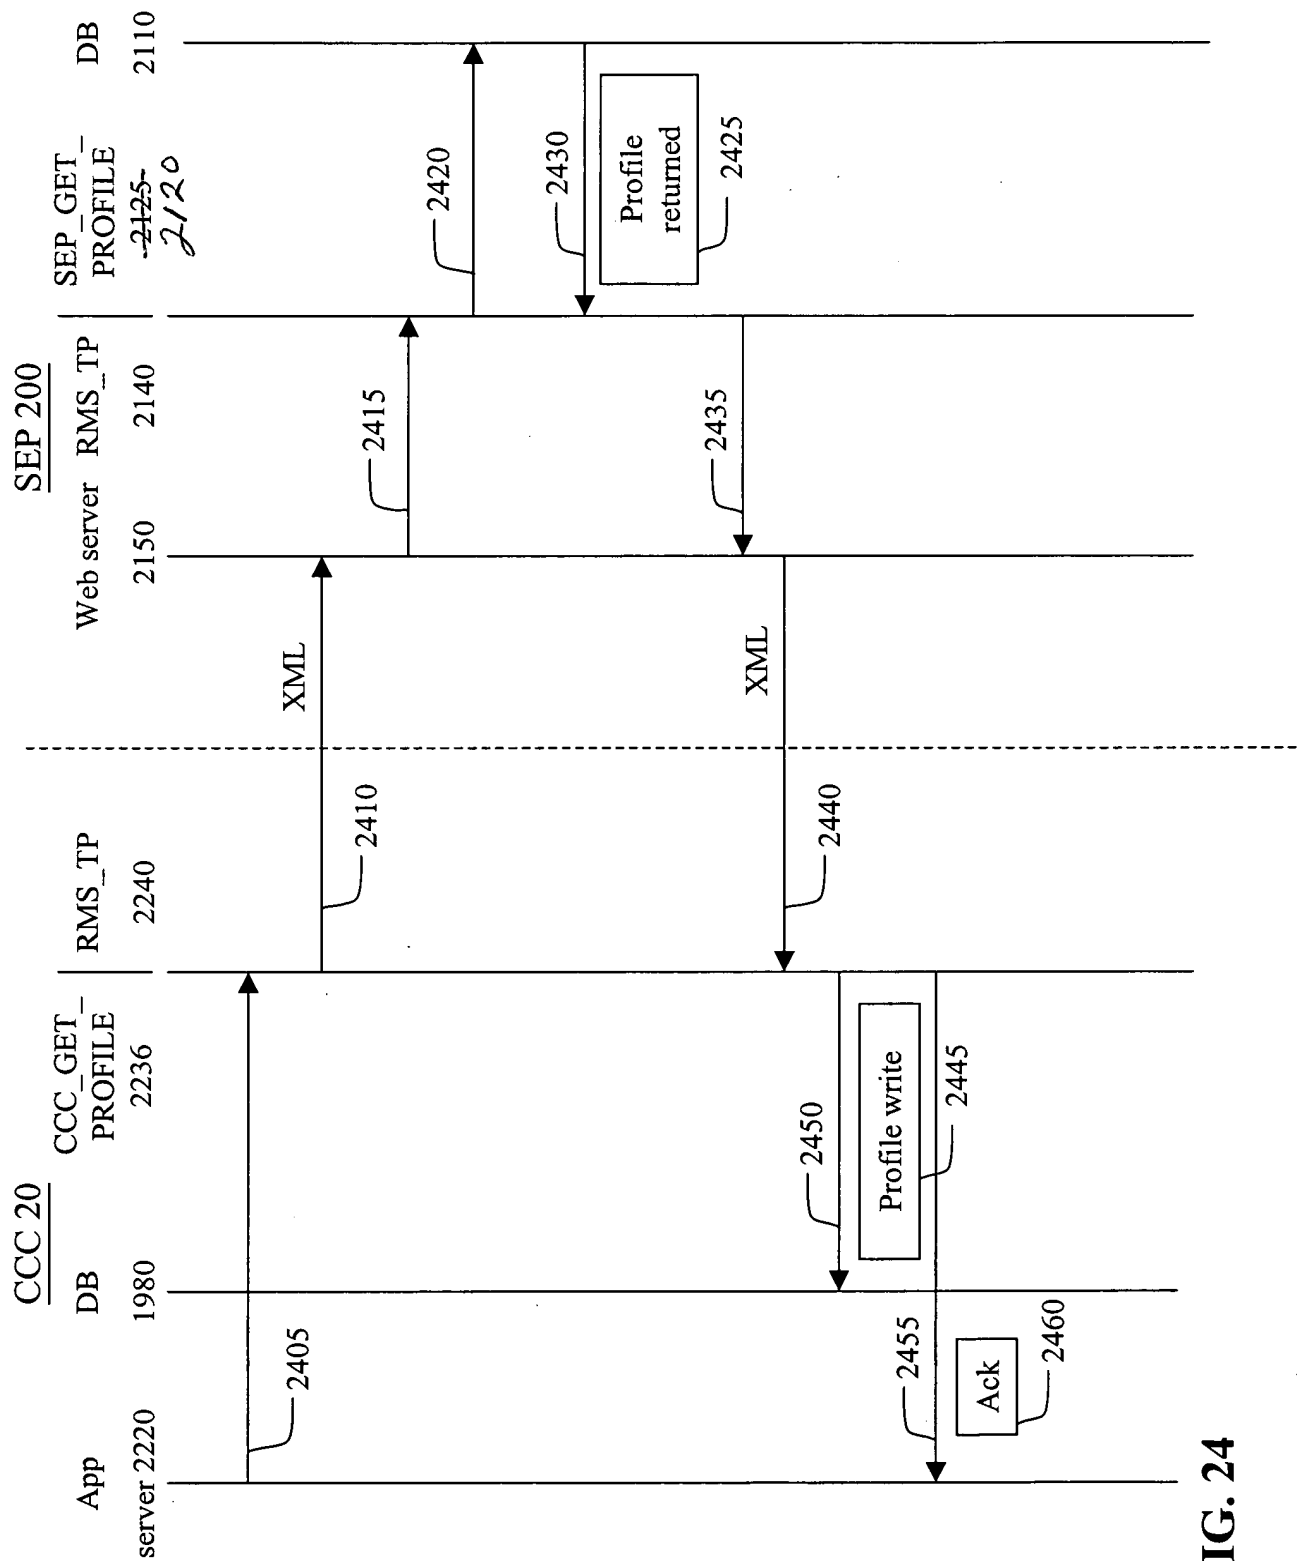 CCC 20
SEP 200
App
server 2220
DB
1980
CCC_GET_
PROFILE
2236
RMS_TP
2240
Web server
2150
RMS_TP
2140
SEP_GET_
PROFILE
2125
2120
DB
2110
2405
XML
2410
2415
2420
2430
Profile
returned
2425
2435
XML
2440
2450
Profile write
2445
2455
Ack
2460
IG. 24